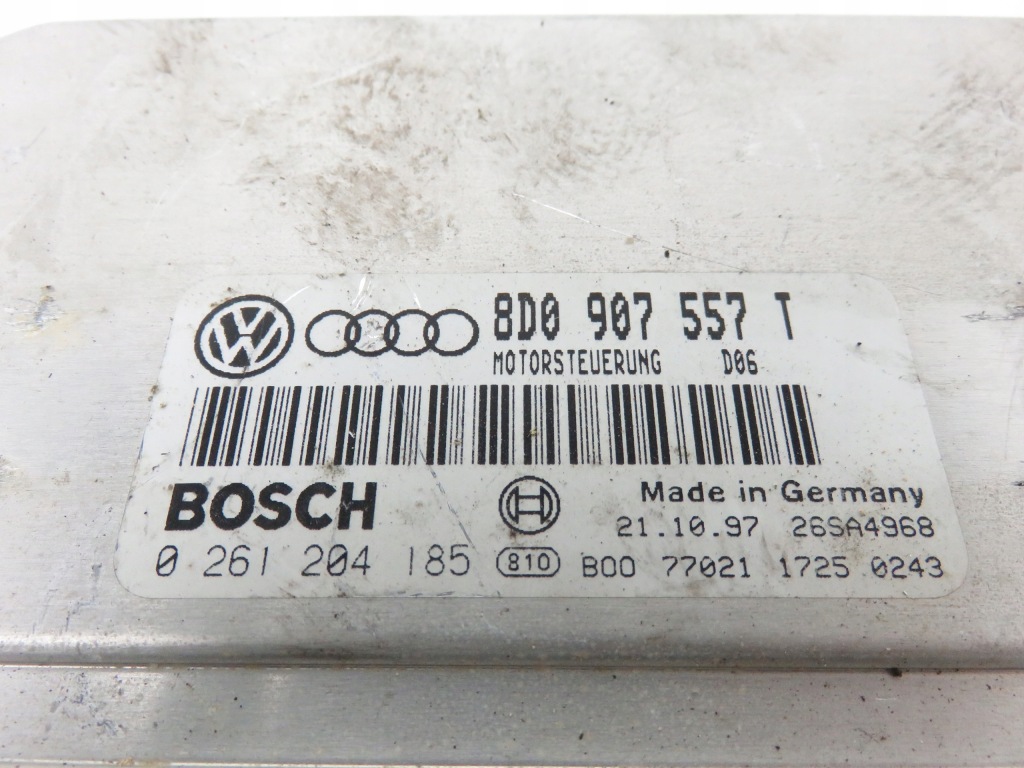 8D0 907 557 T
MOTORSTEUERUNG D06
BOSCH
Made in Germany
21.10.97 26SA4968
0 261 204 185 810 B00 77021 1725 0243